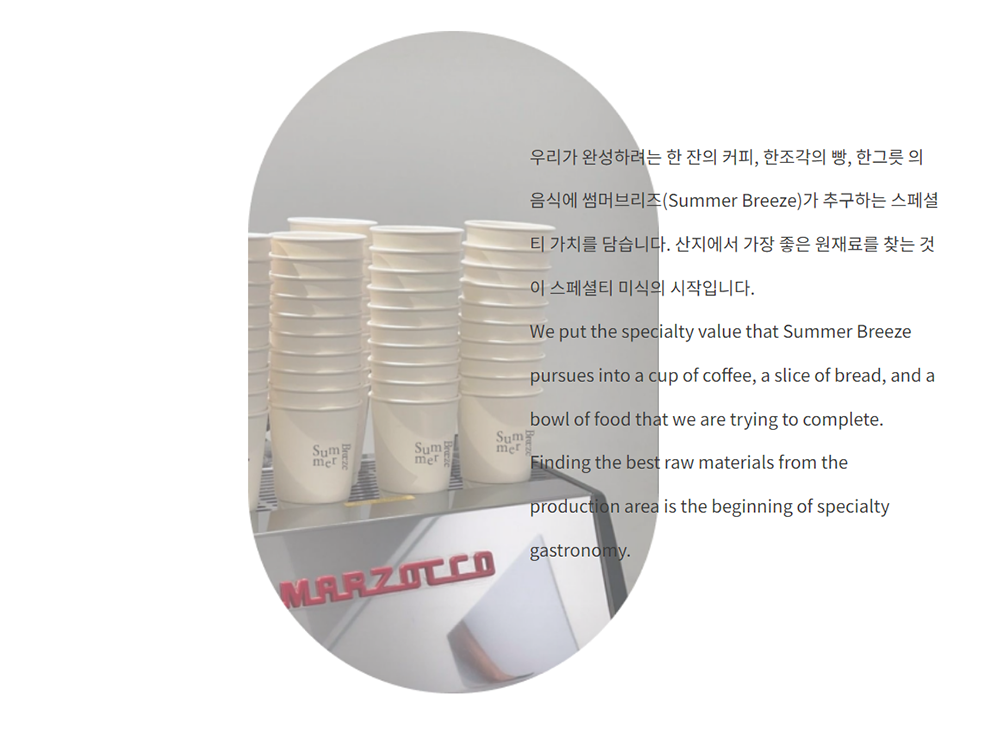 우리가 완성하려는 한 잔의 커피, 한조각의 빵, 한그릇 의
음식에 썸머브리즈(Summer Breeze)가 추구하는 스페셜
티 가치를 담습니다. 산지에서 가장 좋은 원재료를 찾는 것
이 스페셜티 미식의 시작입니다.
We put the specialty value that Summer Breeze
pursues into a cup of coffee, a slice of bread, and a
bowl of food that we are trying to complete.
Finding the best raw materials from the
production area is the beginning of specialty
gastronomy.
Summer Breeze
Summer Breeze
Summer Breeze
MARZOCCO